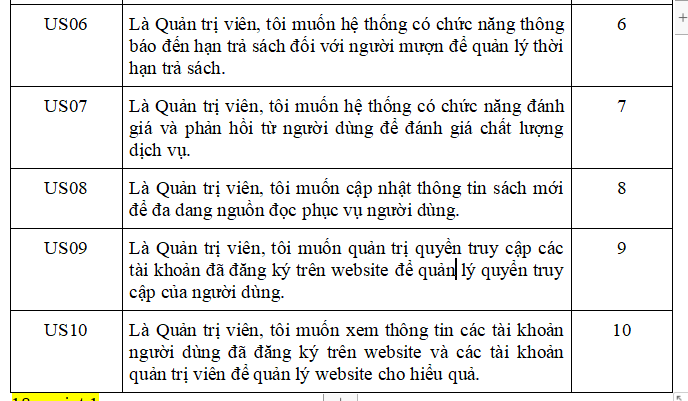 US06
Là Quản trị viên, tôi muốn hệ thống có chức năng thông
báo đến hạn trả sách đối với người mượn để quản lý thời
hạn trả sách.
6
US07
Là Quản trị viên, tôi muốn hệ thống có chức năng đánh
giá và phản hồi từ người dùng để đánh giá chất lượng
dịch vụ.
7
US08
Là Quản trị viên, tôi muốn cập nhật thông tin sách mới
để đa dang nguồn đọc phục vụ người dùng.
8
US09
Là Quản trị viên, tôi muốn quản trị quyền truy cập các
tài khoản đã đăng ký trên website để quản lý quyền truy
cập của người dùng.
9
US10
Là Quản trị viên, tôi muốn xem thông tin các tài khoản
người dùng đã đăng ký trên website và các tài khoản
quản trị viên để quản lý website cho hiểu quả.
10